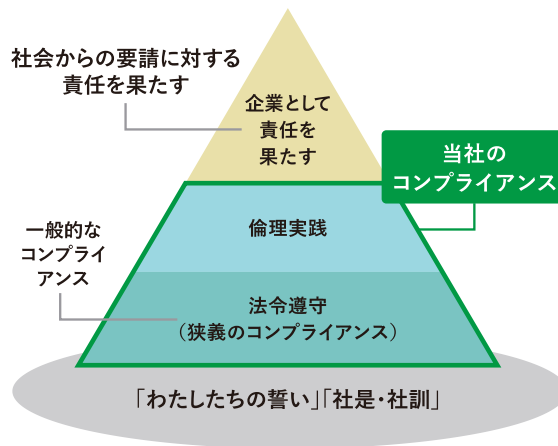 社会からの要請に対する
責任を果たす
企業として
責任を
果たす
当社の
コンプライアンス
一般的な
コンプライ
アンス
倫理実践
法令遵守
（狭義のコンプライアンス）
「わたしたちの誓い」「社是・社訓」